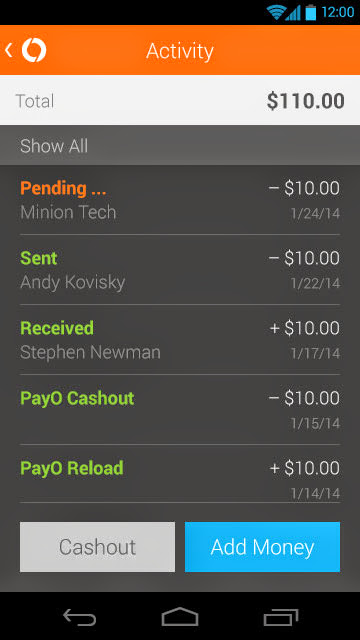 12:00
Activity
Total $110.00
Show All
Pending ... – $10.00
Minion Tech 1/24/14
Sent – $10.00
Andy Kovisky 1/22/14
Received + $10.00
Stephen Newman 1/17/14
PayO Cashout – $10.00
1/15/14
PayO Reload + $10.00
1/14/14
Cashout Add Money